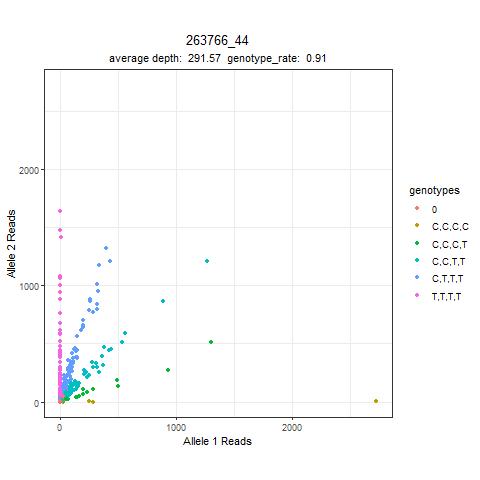 263766_44
average depth: 291.57 genotype_rate: 0.91
Allele 2 Reads
2000
1000
0
0 1000 2000
Allele 1 Reads
genotypes
0
C,C,C,C
C,C,C,T
C,C,T,T
C,T,T,T
T,T,T,T